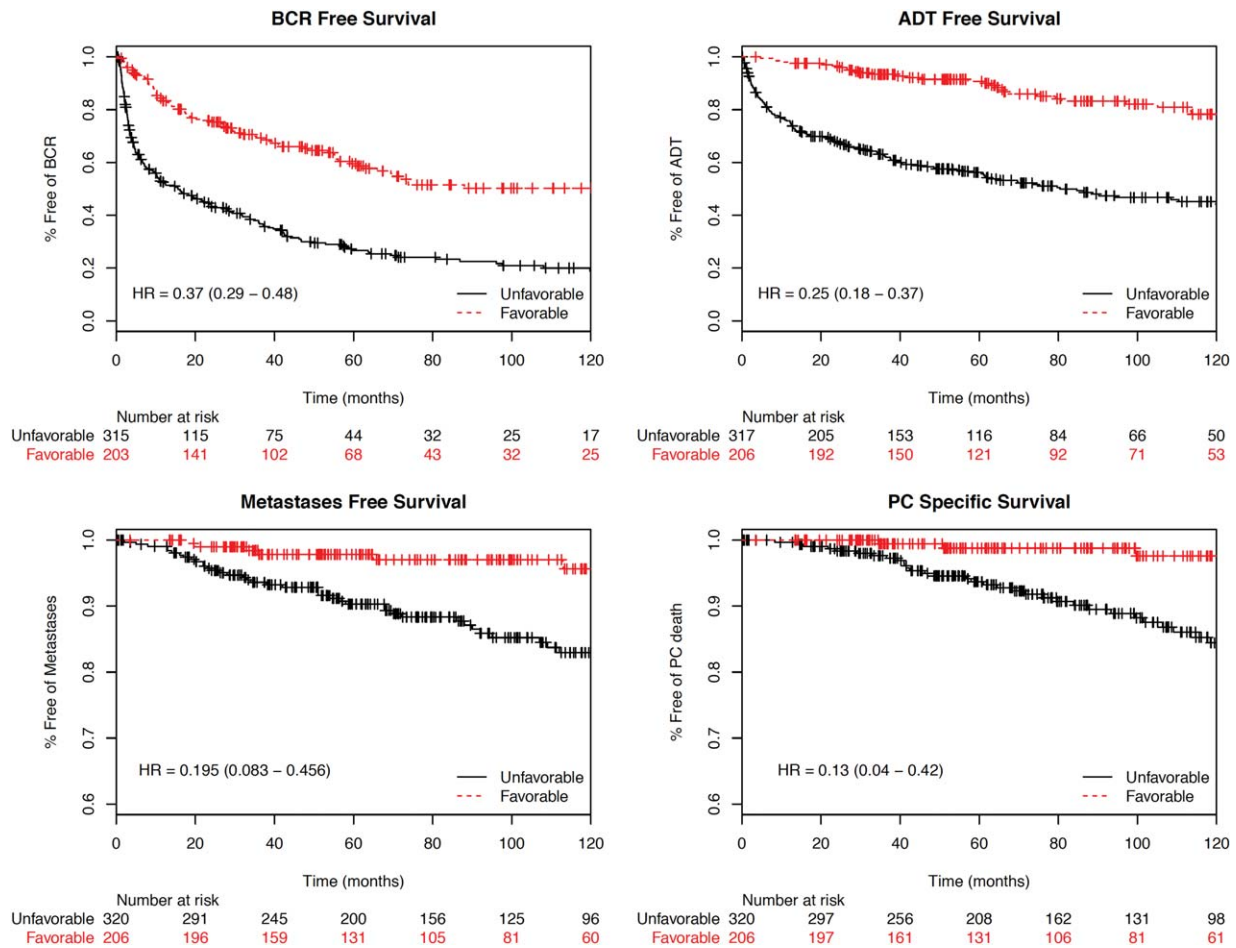 BCR Free Survival
% Free of BCR
1.0
0.8
0.6
0.4
0.2
0.0
HR = 0.37 (0.29 – 0.48)
Unfavorable
Favorable
0 20 40 60 80 100 120
Time (months)
Number at risk
Unfavorable 315 115 75 44 32 25 17
Favorable 203 141 102 68 43 32 25
ADT Free Survival
% Free of ADT
1.0
0.8
0.6
0.4
0.2
0.0
HR = 0.25 (0.18 – 0.37)
Unfavorable
Favorable
0 20 40 60 80 100 120
Time (months)
Number at risk
Unfavorable 317 205 153 116 84 66 50
Favorable 206 192 150 121 92 71 53
Metastases Free Survival
% Free of Metastases
1.0
0.9
0.8
0.7
0.6
HR = 0.195 (0.083 – 0.456)
Unfavorable
Favorable
0 20 40 60 80 100 120
Time (months)
Number at risk
Unfavorable 320 291 245 200 156 125 96
Favorable 206 196 159 131 105 81 60
PC Specific Survival
% Free of PC death
1.0
0.9
0.8
0.7
0.6
HR = 0.13 (0.04 – 0.42)
Unfavorable
Favorable
0 20 40 60 80 100 120
Time (months)
Number at risk
Unfavorable 320 297 256 208 162 131 98
Favorable 206 197 161 131 106 81 61